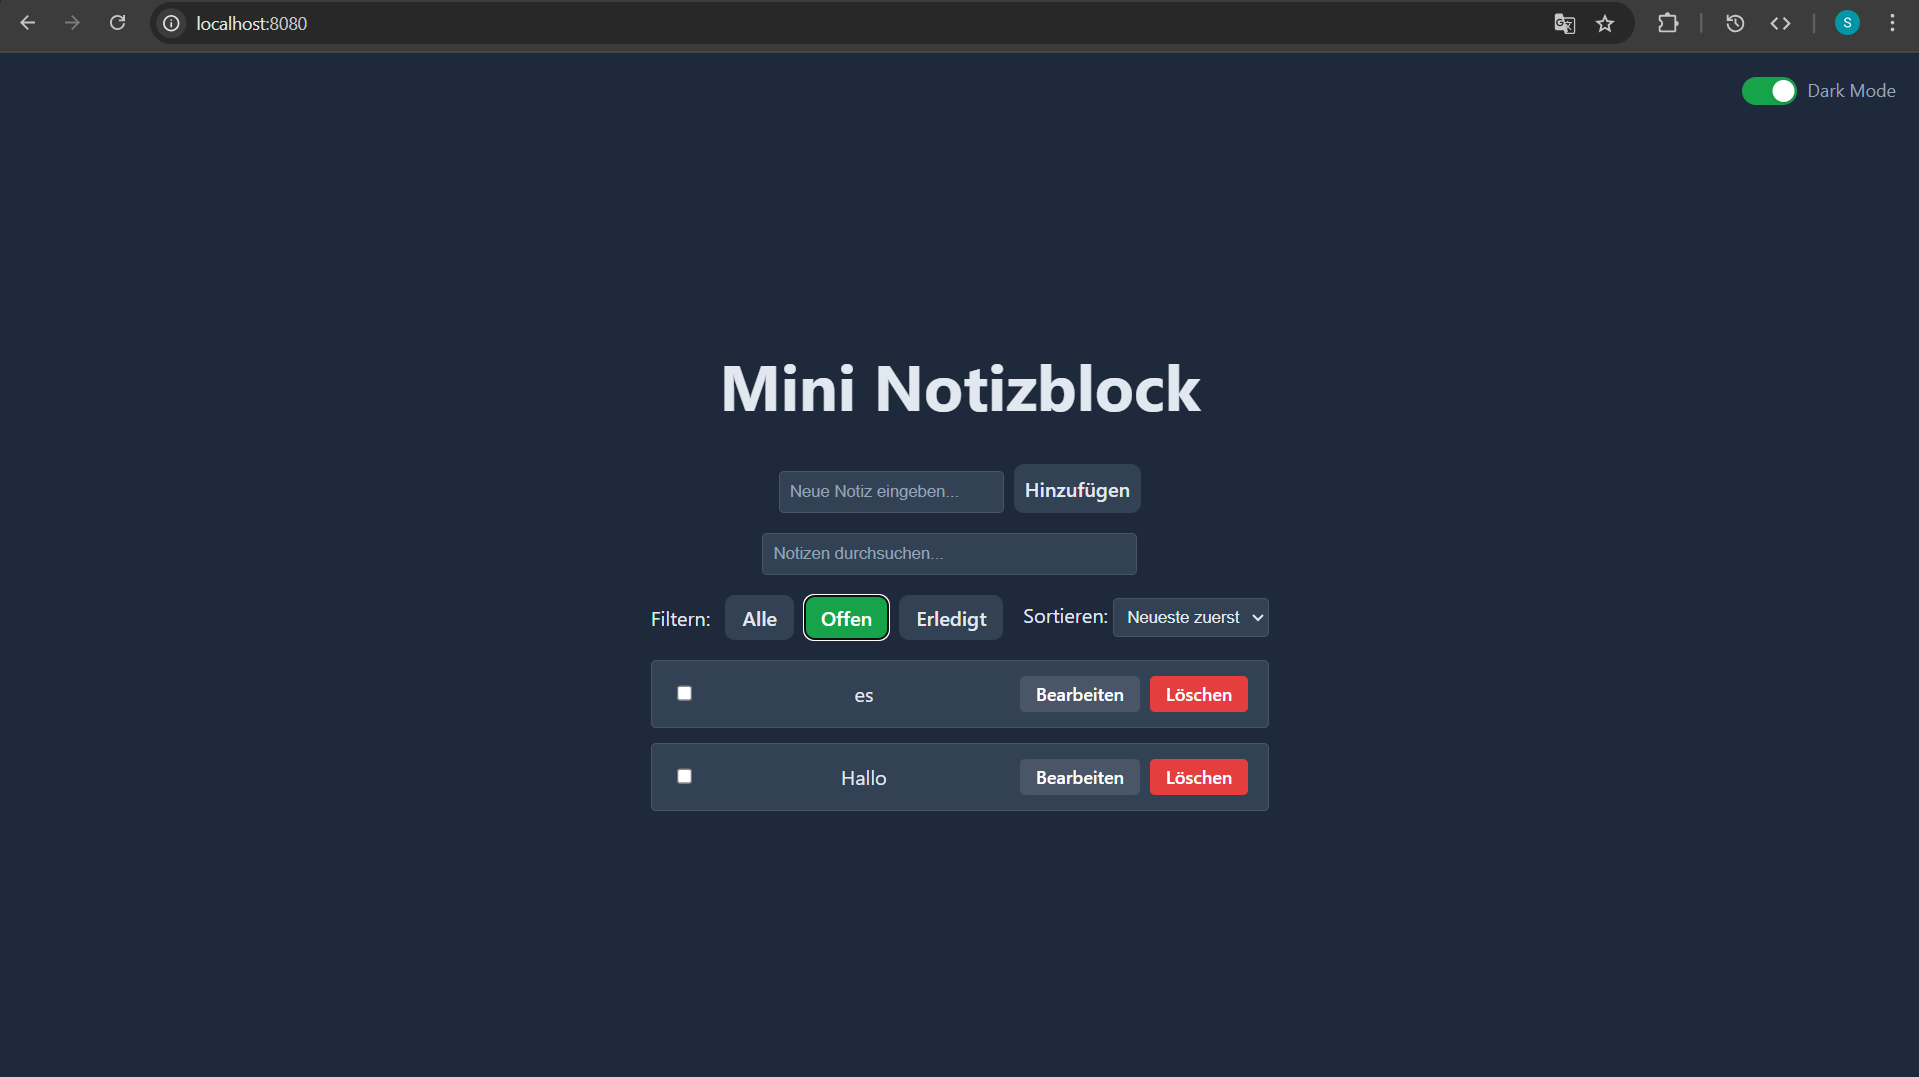 localhost:8080
S
Dark Mode
Mini Notizblock
Neue Notiz eingeben... Hinzufügen
Notizen durchsuchen...
Filtern: Alle Offen Erledigt Sortieren: Neueste zuerst
es Bearbeiten Löschen
Hallo Bearbeiten Löschen